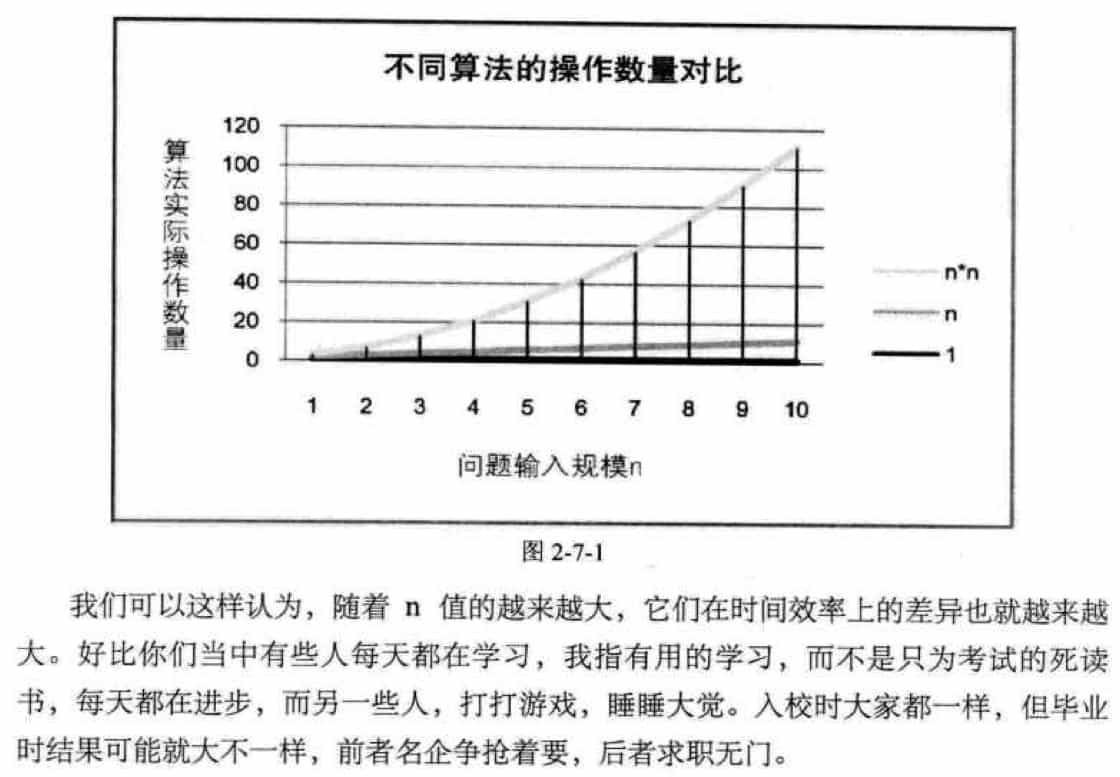 不同算法的操作数量对比
算法实际操作数量
120
100
80
60
40
20
0
n*n
n
1
1 2 3 4 5 6 7 8 9 10
问题输入规模n
图 2-7-1
我们可以这样认为，随着 n 值的越来越大，它们在时间效率上的差异也就越来越
大。好比你们当中有些人每天都在学习，我指有用的学习，而不是只为考试的死读
书，每天都在进步，而另一些人，打打游戏，睡睡大觉。入校时大家都一样，但毕业
时结果可能就大不一样，前者名企争抢着要，后者求职无门。